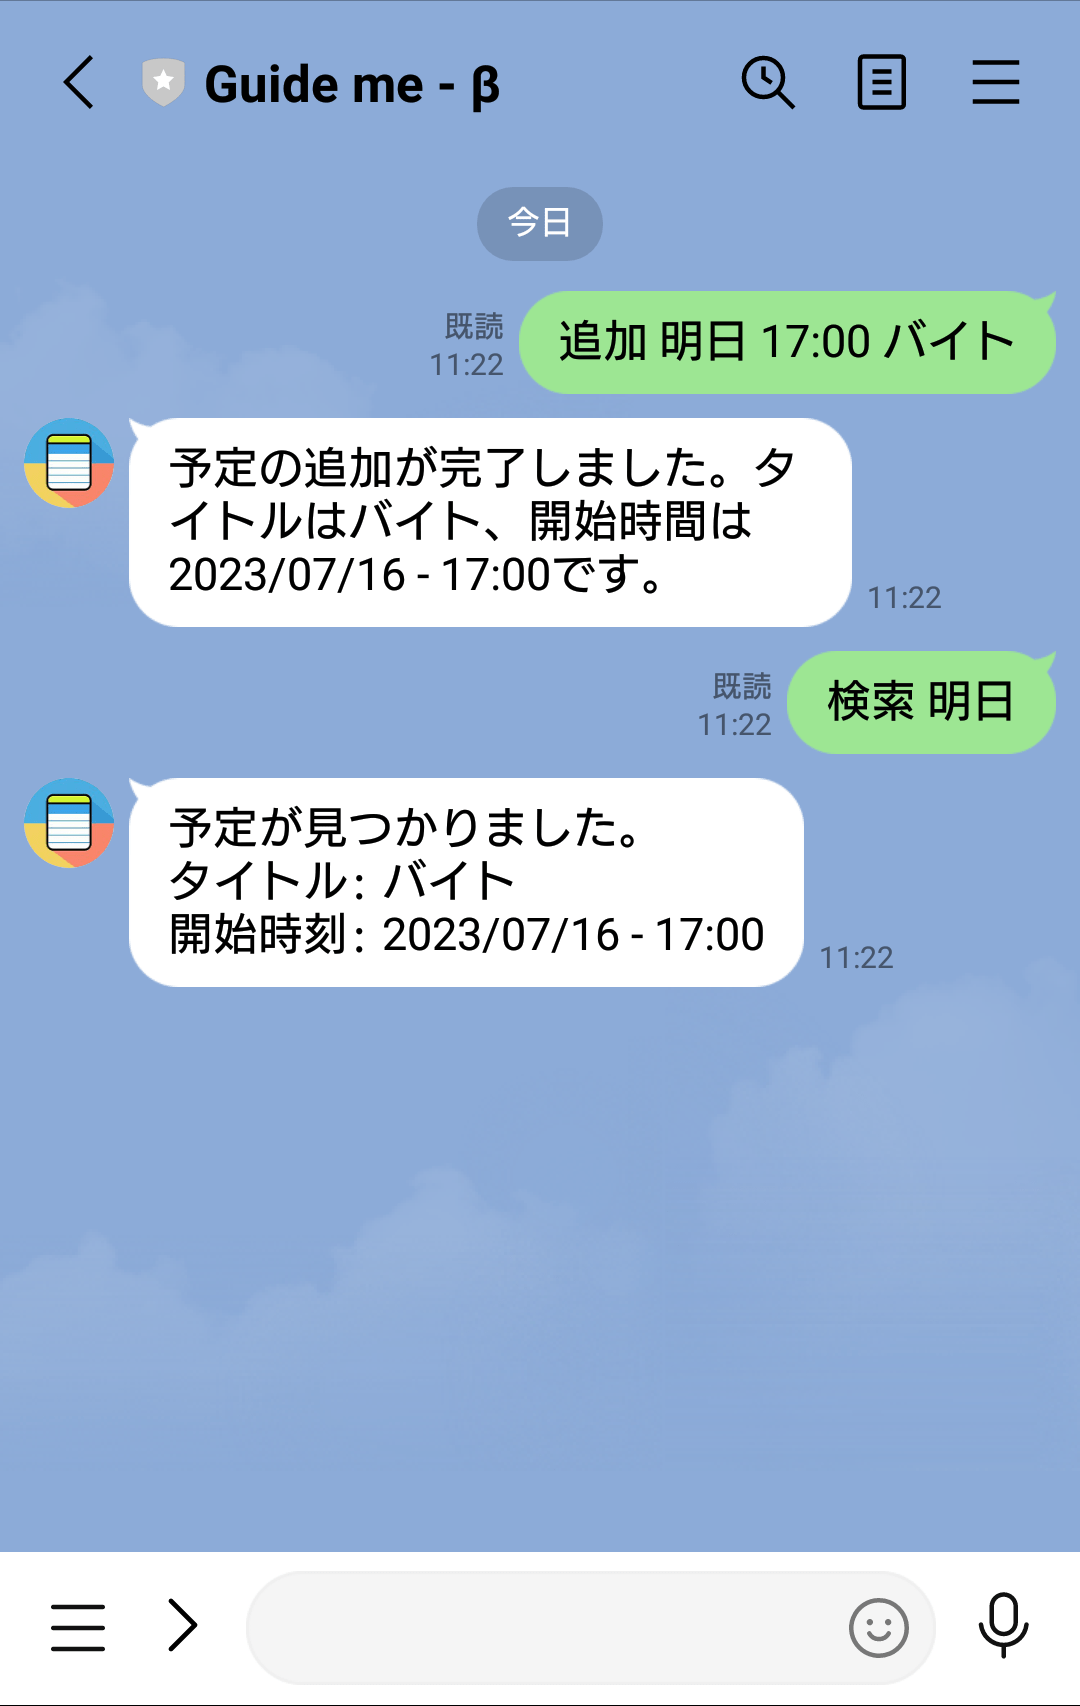 Guide me - β
今日
既読
11:22
追加 明日 17:00 バイト
予定の追加が完了しました。タ
イトルはバイト、開始時間は
2023/07/16 - 17:00です。
11:22
既読
11:22
検索 明日
予定が見つかりました。
タイトル: バイト
開始時刻: 2023/07/16 - 17:00
11:22